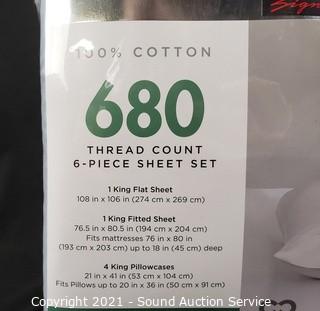 100% COTTON
680
THREAD COUNT
6-PIECE SHEET SET
1 King Flat Sheet
108 in x 106 in (274 cm x 269 cm)
1 King Fitted Sheet
76.5 in x 80.5 in (194 cm x 204 cm)
Fits mattresses 76 in x 80 in
(193 cm x 203 cm) up to 18 in (45 cm) deep
4 King Pillowcases
21 in x 41 in (53 cm x 104 cm)
Fits Pillows up to 20 in x 36 in (50 cm x 91 cm)
Copyright 2021 - Sound Auction Service